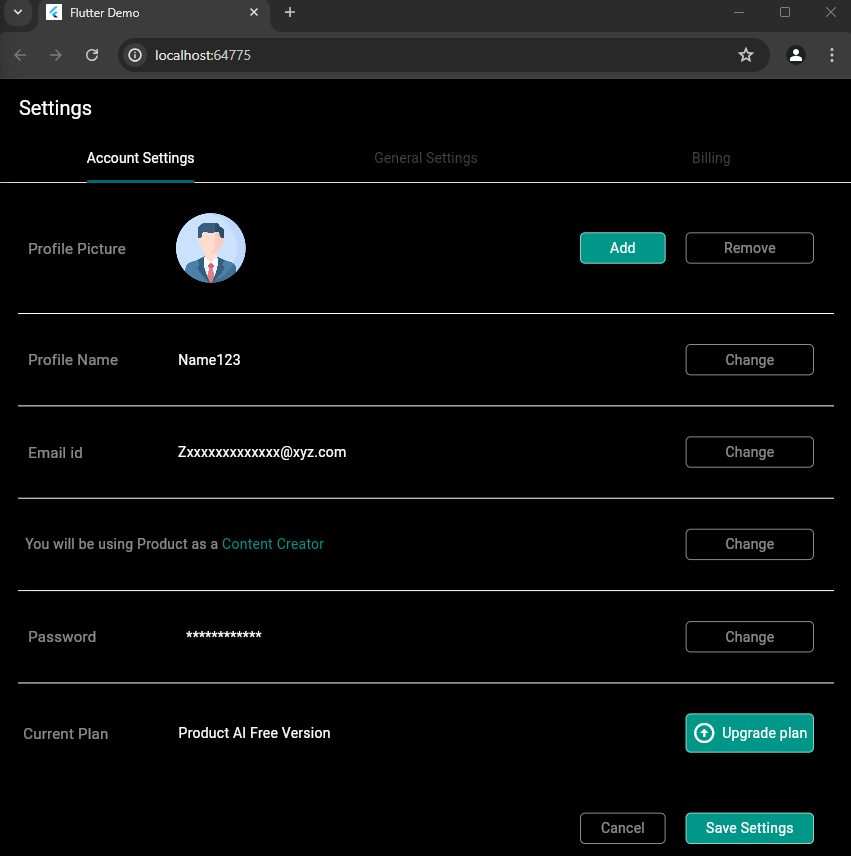 Flutter Demo
localhost:64775
Settings
Account Settings General Settings Billing
Profile Picture Add Remove
Profile Name Name123 Change
Email id Zxxxxxxxxxxxxx@xyz.com Change
You will be using Product as a Content Creator Change
Password ************ Change
Current Plan Product AI Free Version Upgrade plan
Cancel Save Settings